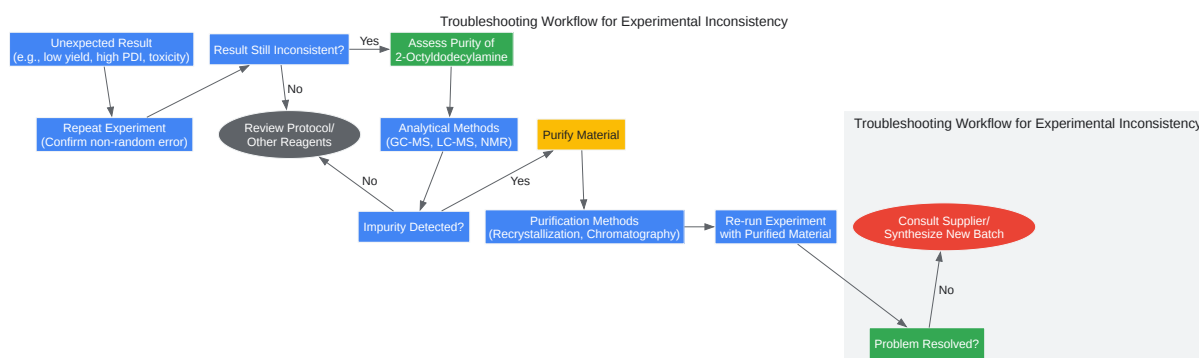 Troubleshooting Workflow for Experimental Inconsistency
Unexpected Result
(e.g., low yield, high PDI, toxicity)
Result Still Inconsistent?
Yes
Assess Purity of
2-Octyldodecylamine
No
Repeat Experiment
(Confirm non-random error)
Review Protocol/
Other Reagents
Analytical Methods
(GC-MS, LC-MS, NMR)
Purify Material
Troubleshooting Workflow for Experimental Inconsistency
No
Yes
Impurity Detected?
Purification Methods
(Recrystallization, Chromatography)
Re-run Experiment
with Purified Material
Consult Supplier/
Synthesize New Batch
No
Problem Resolved?